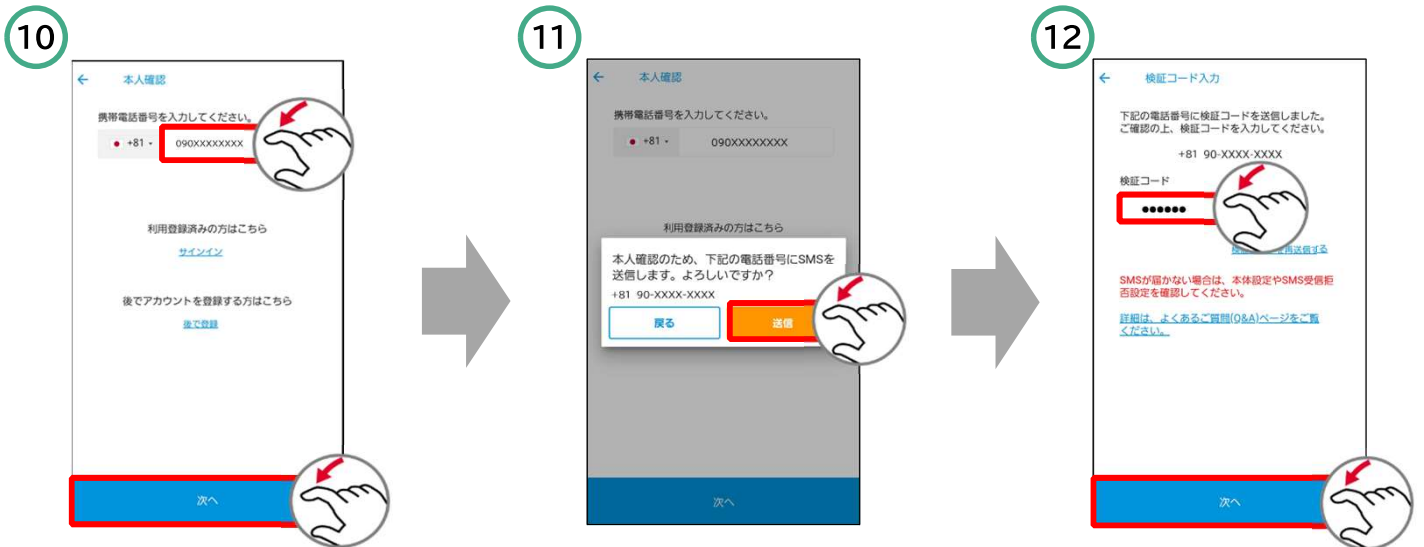 10
← 本人確認
携帯電話番号を入力してください。
+81
090XXXXXXXX
利用登録済みの方はこちら
サインイン
後でアカウントを登録する方はこちら
後で登録
次へ
11
← 本人確認
携帯電話番号を入力してください。
+81
090XXXXXXXX
利用登録済みの方はこちら
本人確認のため、下記の電話番号にSMSを
送信します。よろしいですか？
+81 90-XXXX-XXXX
戻る
送信
次へ
12
← 検証コード入力
下記の電話番号に検証コードを送信しました。
ご確認の上、検証コードを入力してください。
+81 90-XXXX-XXXX
検証コード
●●●●●●
再送信する
SMSが届かない場合は、本体設定やSMS受信拒
否設定を確認してください。
詳細は、よくあるご質問(Q&A)ページをご覧
ください。
次へ